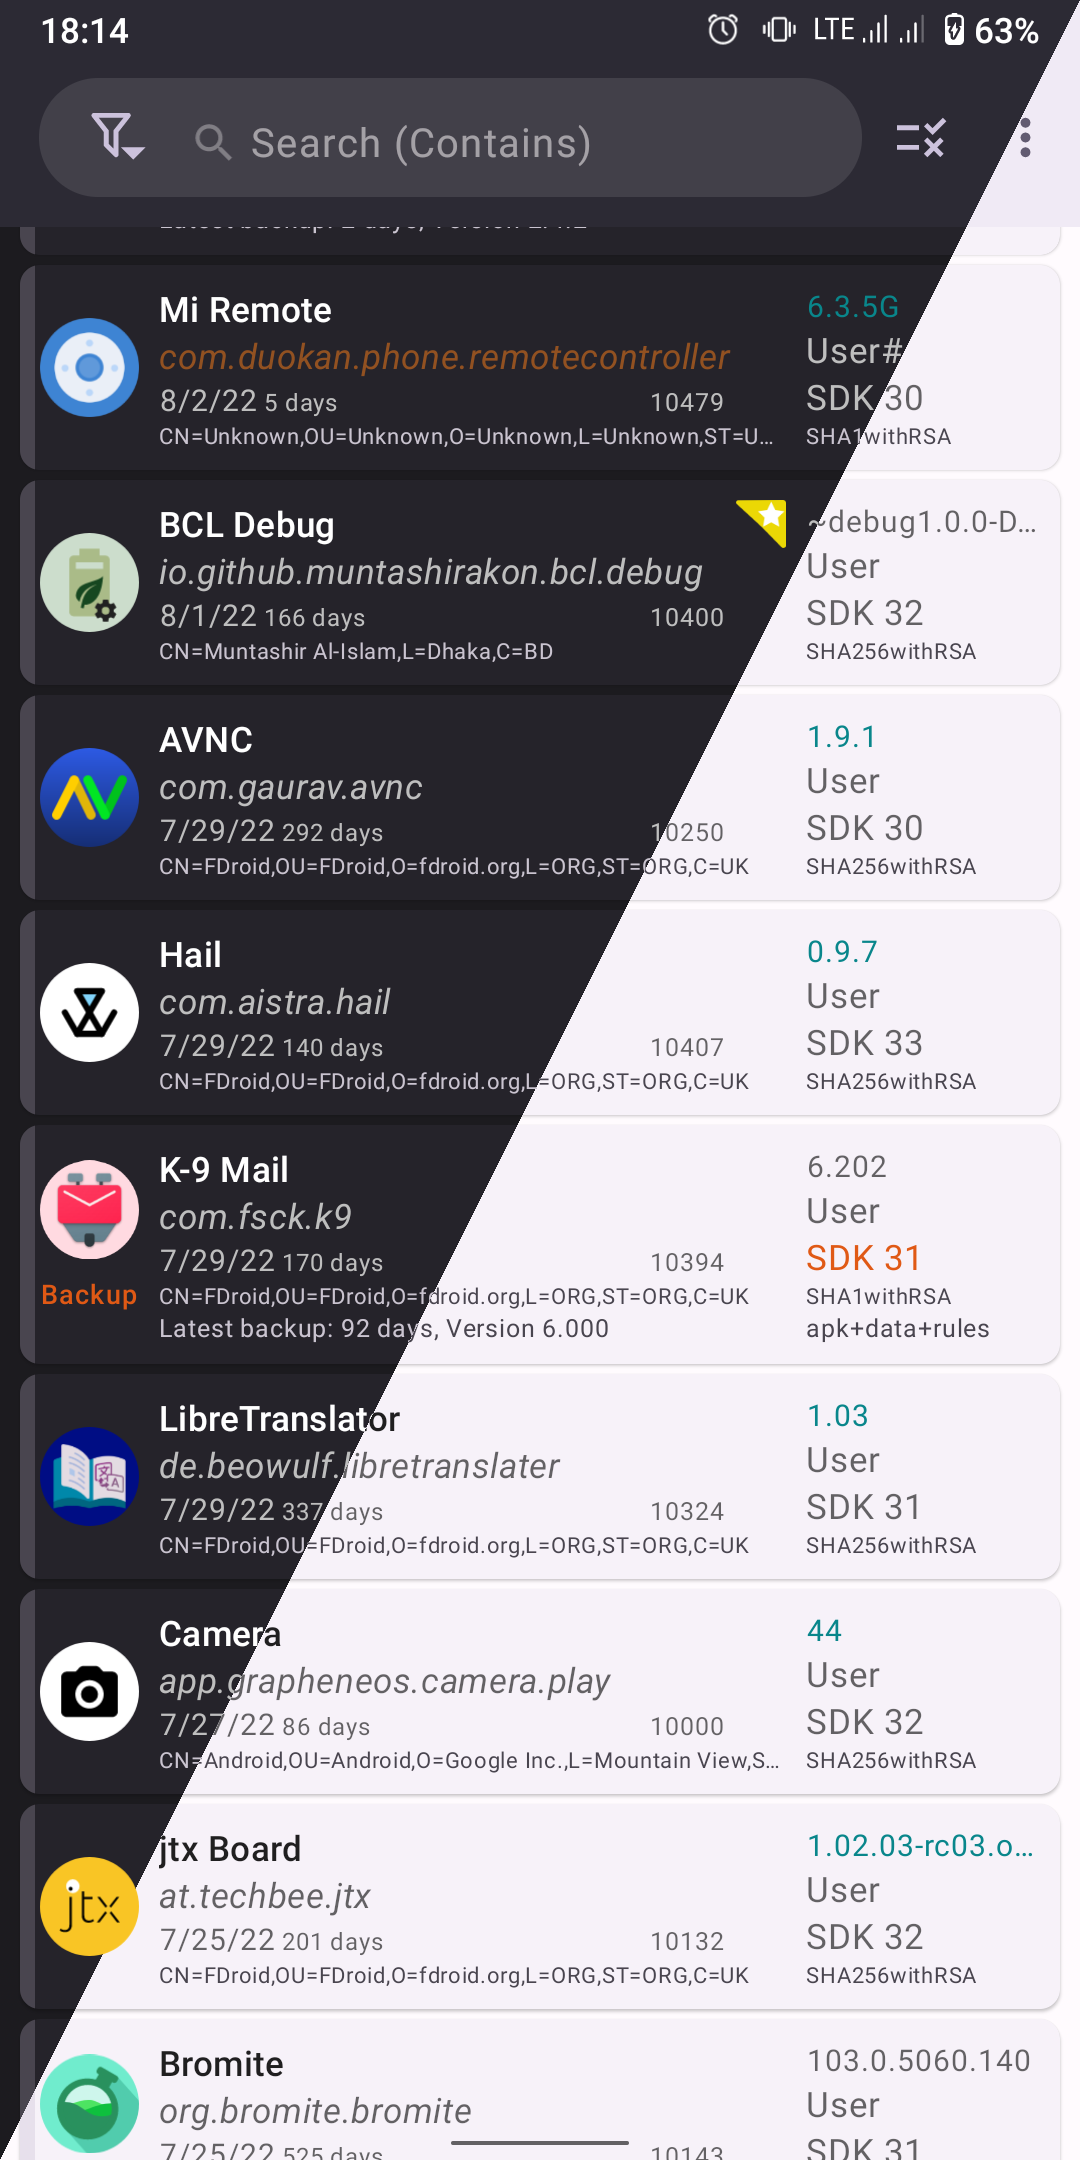 18:14
LTE
63%
Search (Contains)
Latest backup: 2 days, Version 2.4.2
Mi Remote
6.3.5G
com.duokan.phone.remotecontroller
User#
8/2/22 5 days
10479
SDK 30
CN=Unknown,OU=Unknown,O=Unknown,L=Unknown,ST=U…
SHA1withRSA
BCL Debug
~debug1.0.0-D…
io.github.muntashirakon.bcl.debug
User
8/1/22 166 days
10400
SDK 32
CN=Muntashir Al-Islam,L=Dhaka,C=BD
SHA256withRSA
AVNC
1.9.1
com.gaurav.avnc
User
7/29/22 292 days
10250
SDK 30
CN=FDroid,OU=FDroid,O=fdroid.org,L=ORG,ST=ORG,C=UK
SHA256withRSA
Hail
0.9.7
com.aistra.hail
User
7/29/22 140 days
10407
SDK 33
CN=FDroid,OU=FDroid,O=fdroid.org,L=ORG,ST=ORG,C=UK
SHA256withRSA
K-9 Mail
6.202
com.fsck.k9
User
7/29/22 170 days
10394
SDK 31
Backup
CN=FDroid,OU=FDroid,O=fdroid.org,L=ORG,ST=ORG,C=UK
SHA1withRSA
Latest backup: 92 days, Version 6.000
apk+data+rules
LibreTranslator
1.03
de.beowulf.libretranslater
User
7/29/22 337 days
10324
SDK 31
CN=FDroid,OU=FDroid,O=fdroid.org,L=ORG,ST=ORG,C=UK
SHA256withRSA
Camera
44
app.grapheneos.camera.play
User
7/27/22 86 days
10000
SDK 32
CN=Android,OU=Android,O=Google Inc.,L=Mountain View,S…
SHA256withRSA
jtx Board
1.02.03-rc03.o…
jtx
at.techbee.jtx
User
7/25/22 201 days
10132
SDK 32
CN=FDroid,OU=FDroid,O=fdroid.org,L=ORG,ST=ORG,C=UK
SHA256withRSA
Bromite
103.0.5060.140
org.bromite.bromite
User
7/25/22 525 days
10143
SDK 31